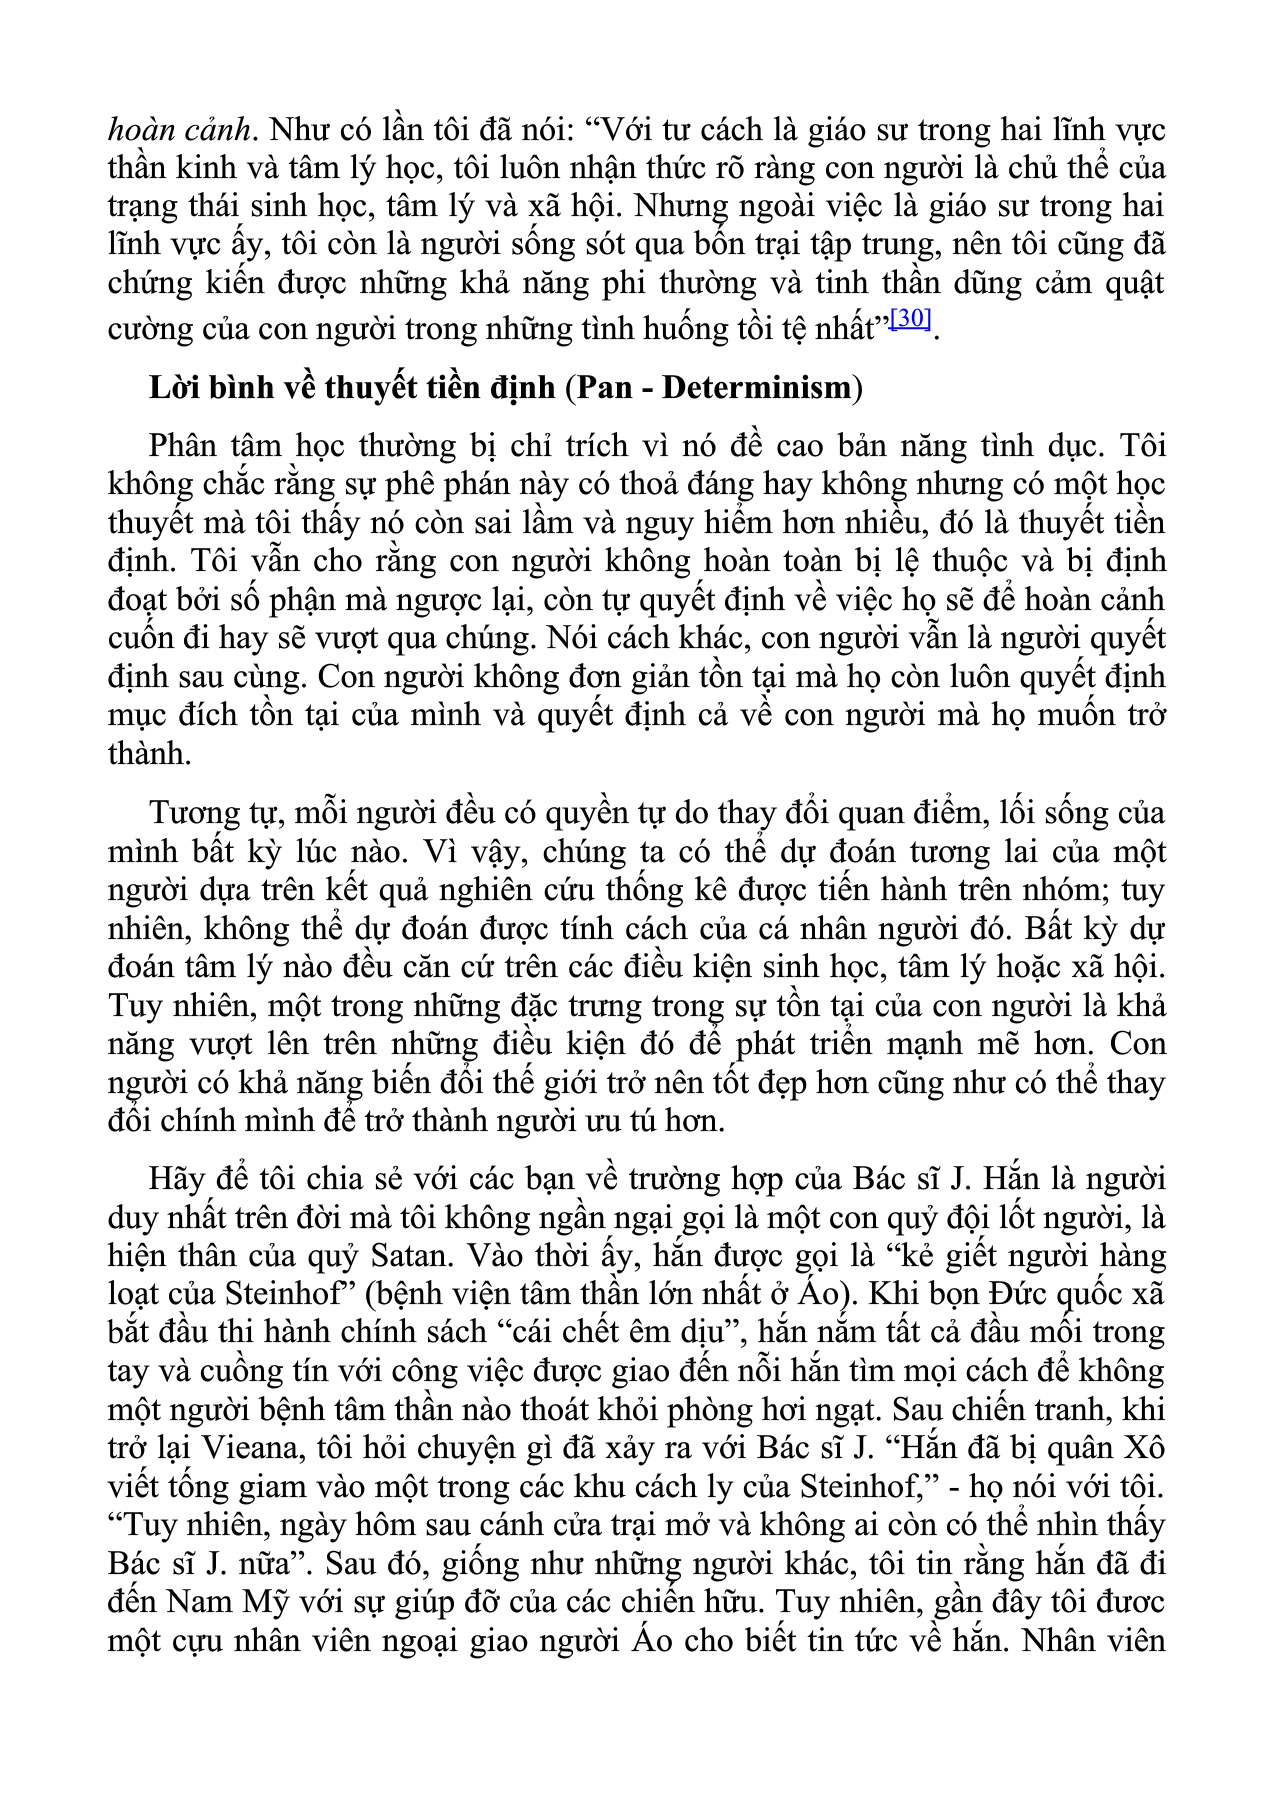 hoàn cảnh. Như có lần tôi đã nói: “Với tư cách là giáo sư trong hai lĩnh vực
thần kinh và tâm lý học, tôi luôn nhận thức rõ ràng con người là chủ thể của
trạng thái sinh học, tâm lý và xã hội. Nhưng ngoài việc là giáo sư trong hai
lĩnh vực ấy, tôi còn là người sống sót qua bốn trại tập trung, nên tôi cũng đã
chứng kiến được những khả năng phi thường và tinh thần dũng cảm quật
cường của con người trong những tình huống tồi tệ nhất”[30].
Lời bình về thuyết tiền định (Pan - Determinism)
Phân tâm học thường bị chỉ trích vì nó đề cao bản năng tình dục. Tôi
không chắc rằng sự phê phán này có thoả đáng hay không nhưng có một học
thuyết mà tôi thấy nó còn sai lầm và nguy hiểm hơn nhiều, đó là thuyết tiền
định. Tôi vẫn cho rằng con người không hoàn toàn bị lệ thuộc và bị định
đoạt bởi số phận mà ngược lại, còn tự quyết định về việc họ sẽ để hoàn cảnh
cuốn đi hay sẽ vượt qua chúng. Nói cách khác, con người vẫn là người quyết
định sau cùng. Con người không đơn giản tồn tại mà họ còn luôn quyết định
mục đích tồn tại của mình và quyết định cả về con người mà họ muốn trở
thành.
Tương tự, mỗi người đều có quyền tự do thay đổi quan điểm, lối sống của
mình bất kỳ lúc nào. Vì vậy, chúng ta có thể dự đoán tương lai của một
người dựa trên kết quả nghiên cứu thống kê được tiến hành trên nhóm; tuy
nhiên, không thể dự đoán được tính cách của cá nhân người đó. Bất kỳ dự
đoán tâm lý nào đều căn cứ trên các điều kiện sinh học, tâm lý hoặc xã hội.
Tuy nhiên, một trong những đặc trưng trong sự tồn tại của con người là khả
năng vượt lên trên những điều kiện đó để phát triển mạnh mẽ hơn. Con
người có khả năng biến đổi thế giới trở nên tốt đẹp hơn cũng như có thể thay
đổi chính mình để trở thành người ưu tú hơn.
Hãy để tôi chia sẻ với các bạn về trường hợp của Bác sĩ J. Hắn là người
duy nhất trên đời mà tôi không ngần ngại gọi là một con quỷ đội lốt người, là
hiện thân của quỷ Satan. Vào thời ấy, hắn được gọi là “kẻ giết người hàng
loạt của Steinhof” (bệnh viện tâm thần lớn nhất ở Áo). Khi bọn Đức quốc xã
bắt đầu thi hành chính sách “cái chết êm dịu”, hắn nắm tất cả đầu mối trong
tay và cuồng tín với công việc được giao đến nỗi hắn tìm mọi cách để không
một người bệnh tâm thần nào thoát khỏi phòng hơi ngạt. Sau chiến tranh, khi
trở lại Vieana, tôi hỏi chuyện gì đã xảy ra với Bác sĩ J. “Hắn đã bị quân Xô
viết tống giam vào một trong các khu cách ly của Steinhof,” - họ nói với tôi.
“Tuy nhiên, ngày hôm sau cánh cửa trại mở và không ai còn có thể nhìn thấy
Bác sĩ J. nữa”. Sau đó, giống như những người khác, tôi tin rằng hắn đã đi
đến Nam Mỹ với sự giúp đỡ của các chiến hữu. Tuy nhiên, gần đây tôi đươc
một cựu nhân viên ngoại giao người Áo cho biết tin tức về hắn. Nhân viên